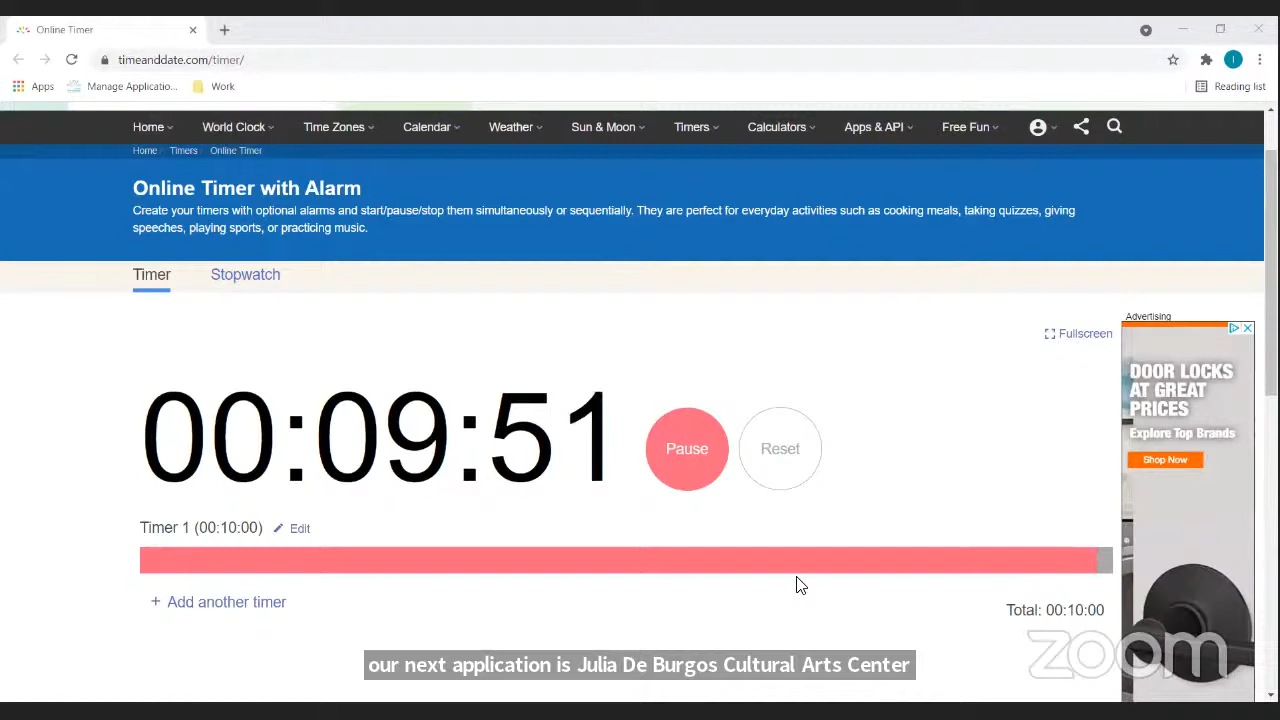 Online Timer
timeanddate.com/timer/
Apps
Manage Applicatio...
Work
Reading list
Home
World Clock
Time Zones
Calendar
Weather
Sun & Moon
Timers
Calculators
Apps & API
Free Fun
Home
Timers
Online Timer
Online Timer with Alarm
Create your timers with optional alarms and start/pause/stop them simultaneously or sequentially. They are perfect for everyday activities such as cooking meals, taking quizzes, giving
speeches, playing sports, or practicing music.
Timer
Stopwatch
Advertising
Fullscreen
DOOR LOCKS
AT GREAT
PRICES
Explore Top Brands
Shop Now
00:09:51
Pause
Reset
Timer 1 (00:10:00)
Edit
+ Add another timer
Total: 00:10:00
our next application is Julia De Burgos Cultural Arts Center
zoom